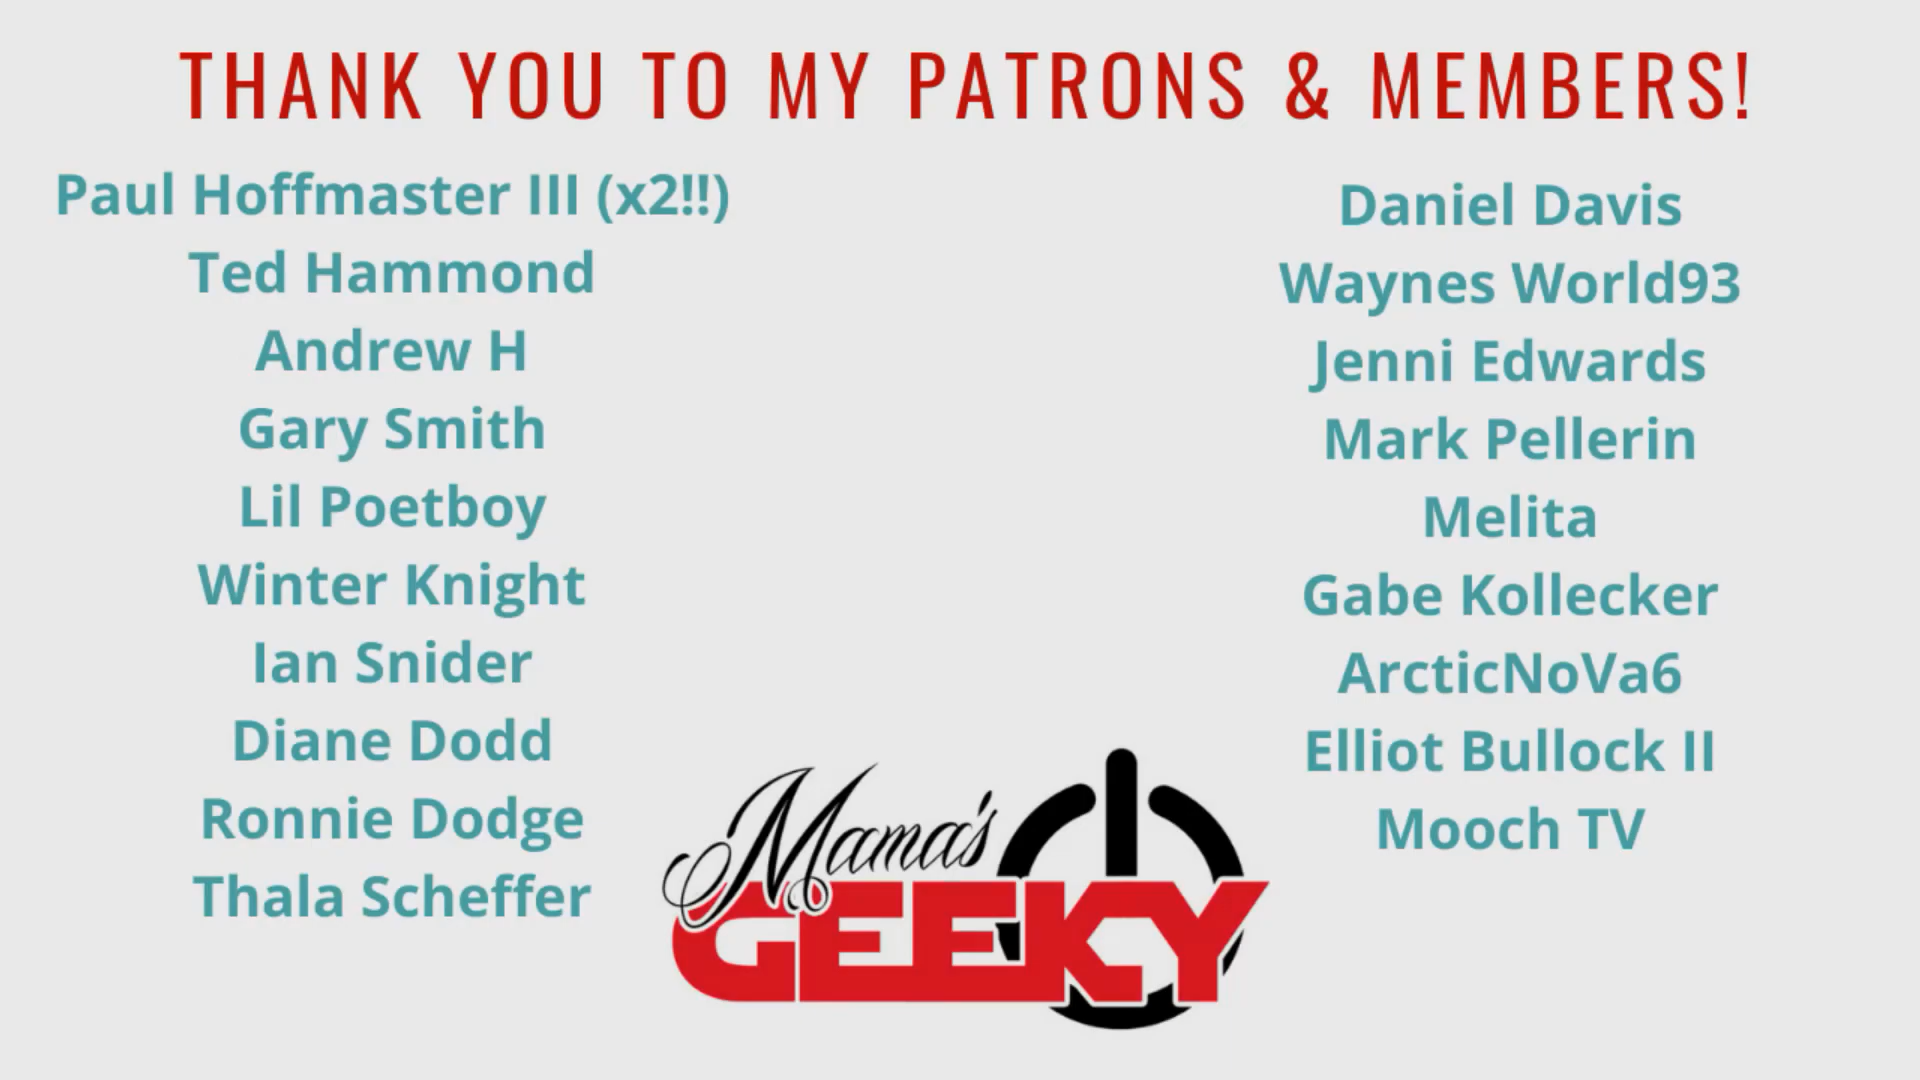 THANK YOU TO MY PATRONS & MEMBERS!
Paul Hoffmaster III (x2!!)
Ted Hammond
Andrew H
Gary Smith
Lil Poetboy
Winter Knight
Ian Snider
Diane Dodd
Ronnie Dodge
Thala Scheffer
Daniel Davis
Waynes World93
Jenni Edwards
Mark Pellerin
Melita
Gabe Kollecker
ArcticNoVa6
Elliot Bullock II
Mooch TV
Mama's
GEEKY